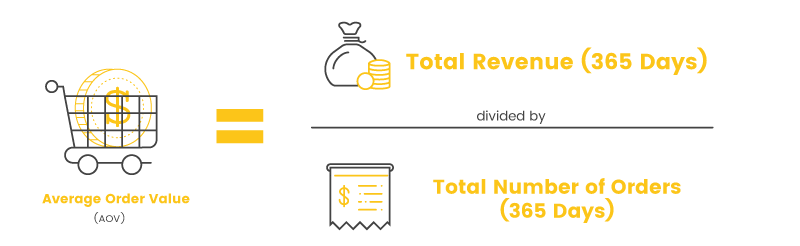 Average Order Value
(AOV)
Total Revenue (365 Days)
divided by
Total Number of Orders
(365 Days)